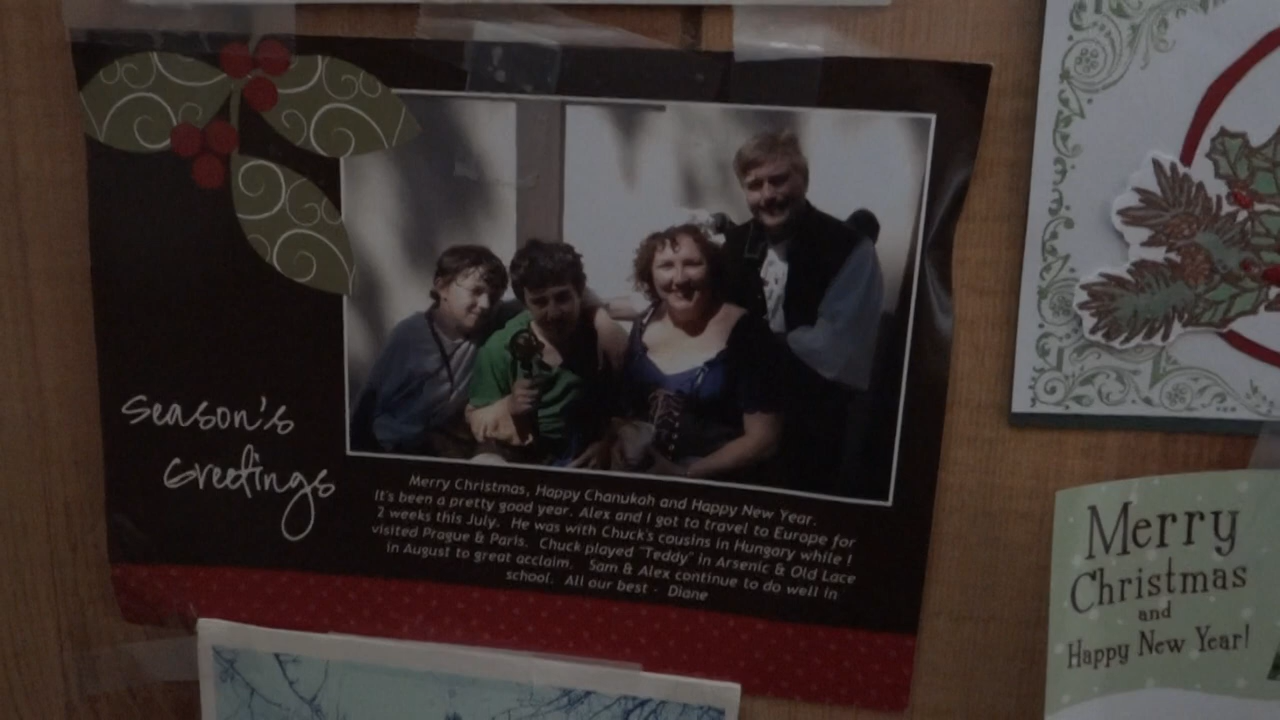 Season's
Greetings
Merry Christmas, Happy Chanukah and Happy New Year.
It's been a pretty good year. Alex and I got to travel to Europe for
2 weeks this July. He was with Chuck's cousins in Hungary while I
visited Prague & Paris. Chuck played "Teddy" in Arsenic & Old Lace
in August to great acclaim. Sam & Alex continue to do well in
school. All our best - Diane
Merry
Christmas
and
Happy New Year!